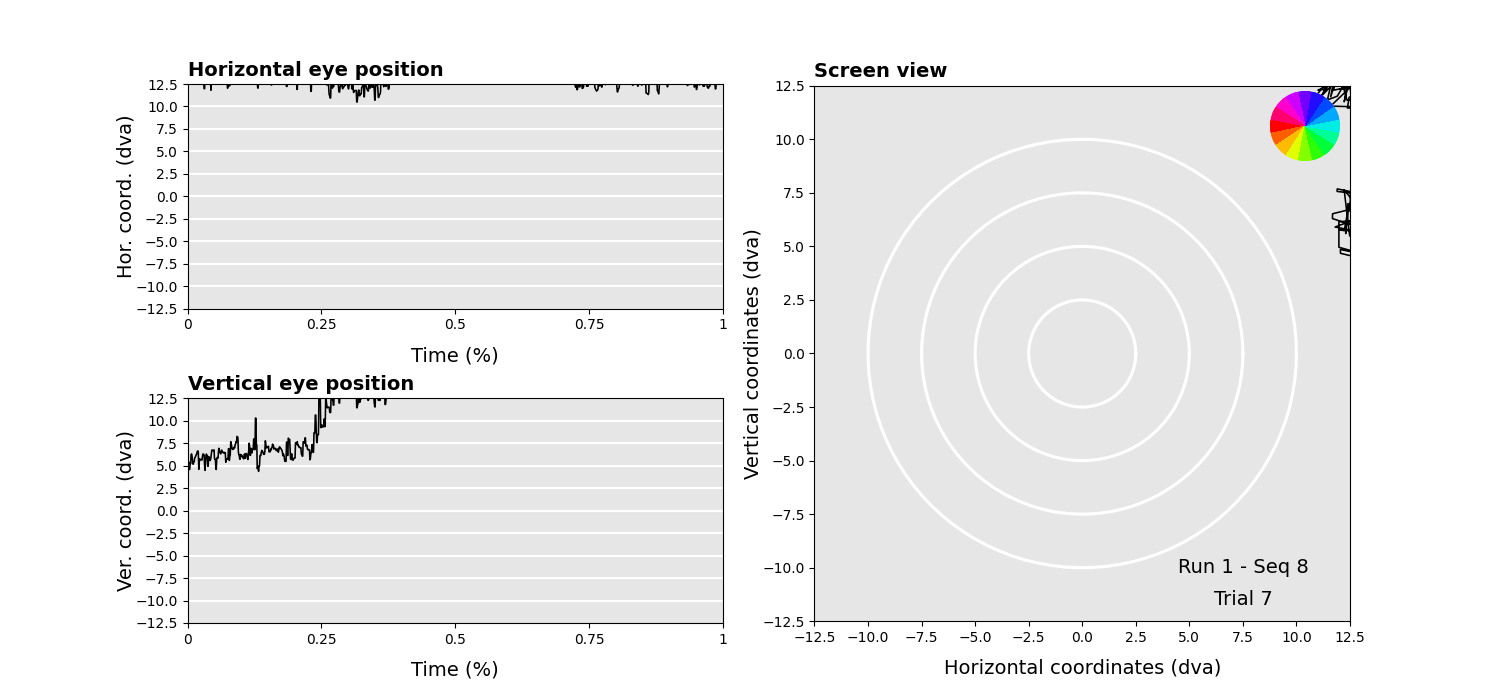 Horizontal eye position
12.5
10.0
7.5
5.0
2.5
0.0
−2.5
−5.0
−7.5
−10.0
−12.5
Hor. coord. (dva)
0 0.25 0.5 0.75 1
Time (%)
Vertical eye position
12.5
10.0
7.5
5.0
2.5
0.0
−2.5
−5.0
−7.5
−10.0
−12.5
Ver. coord. (dva)
0 0.25 0.5 0.75 1
Time (%)
Screen view
12.5
10.0
7.5
5.0
2.5
0.0
−2.5
−5.0
−7.5
−10.0
−12.5
Vertical coordinates (dva)
Run 1 - Seq 8
Trial 7
−12.5 −10.0 −7.5 −5.0 −2.5 0.0 2.5 5.0 7.5 10.0 12.5
Horizontal coordinates (dva)